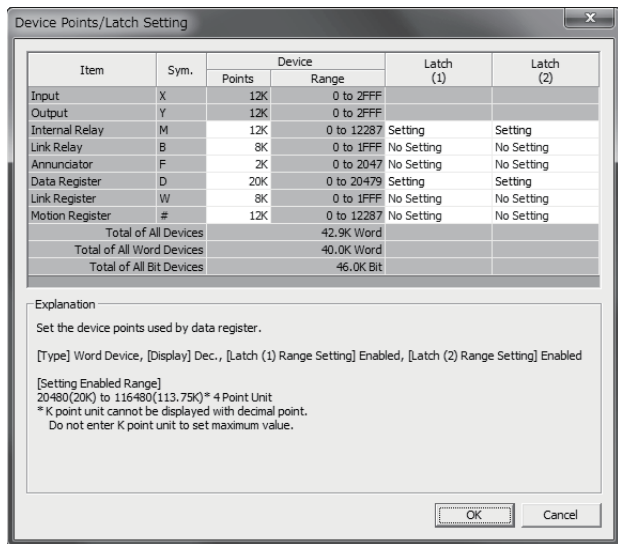 Device Points/Latch Setting
x
Item Sym. Device Latch (1) Latch (2)
Points Range
Input X 12K 0 to 2FFF
Output Y 12K 0 to 2FFF
Internal Relay M 12K 0 to 12287 Setting Setting
Link Relay B 8K 0 to 1FFF No Setting No Setting
Annunciator F 2K 0 to 2047 No Setting No Setting
Data Register D 20K 0 to 20479 Setting Setting
Link Register W 8K 0 to 1FFF No Setting No Setting
Motion Register # 12K 0 to 12287 No Setting No Setting
Total of All Devices 42.9K Word
Total of All Word Devices 40.0K Word
Total of All Bit Devices 46.0K Bit
Explanation
Set the device points used by data register.
[Type] Word Device, [Display] Dec., [Latch (1) Range Setting] Enabled, [Latch (2) Range Setting] Enabled
[Setting Enabled Range]
20480(20K) to 116480(113.75K)* 4 Point Unit
* K point unit cannot be displayed with decimal point.
Do not enter K point unit to set maximum value.
OK Cancel